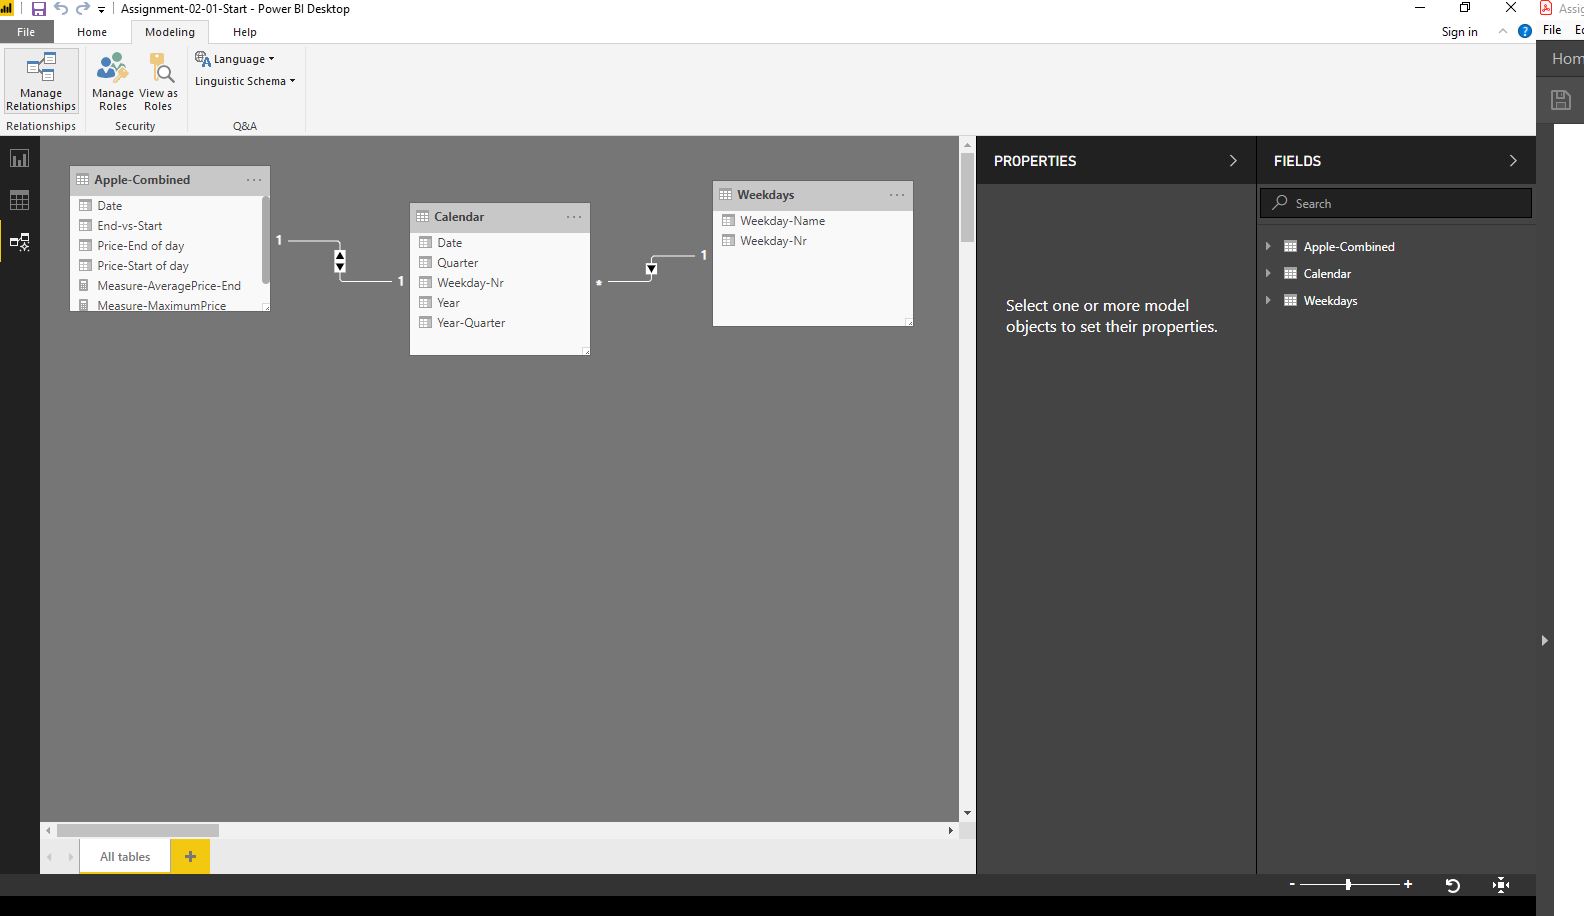 Assignment-02-01-Start - Power BI Desktop
Assig
File Home Modeling Help
Sign in
File
Manage Relationships
Manage Roles
View as Roles
Language
Linguistic Schema
Relationships
Security
Q&A
Hom
Apple-Combined
Date
End-vs-Start
Price-End of day
Price-Start of day
Measure-AveragePrice-End
Measure-MaximumPrice
1
1
Calendar
Date
Quarter
Weekday-Nr
Year
Year-Quarter
*
1
Weekdays
Weekday-Name
Weekday-Nr
PROPERTIES
Select one or more model
objects to set their properties.
FIELDS
Search
Apple-Combined
Calendar
Weekdays
All tables